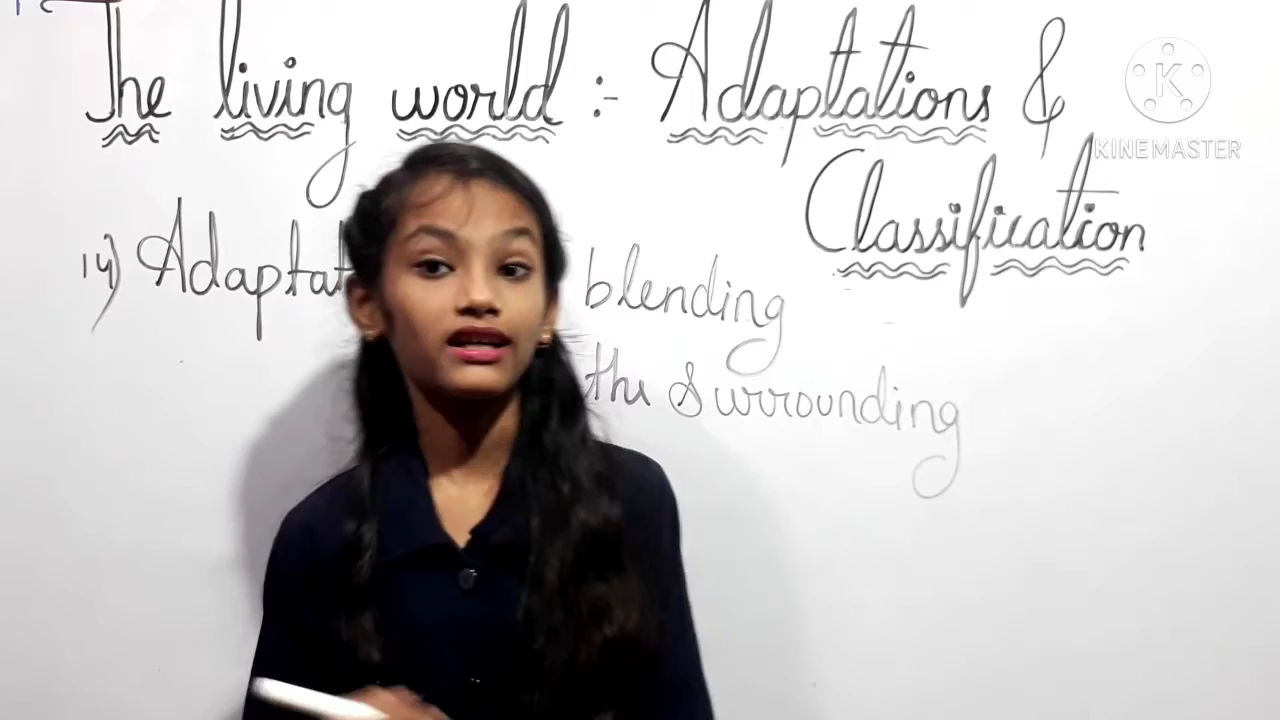 The living world :- Adaptations &
Classification
14) Adaptat blending
the surrounding
K
KINEMASTER